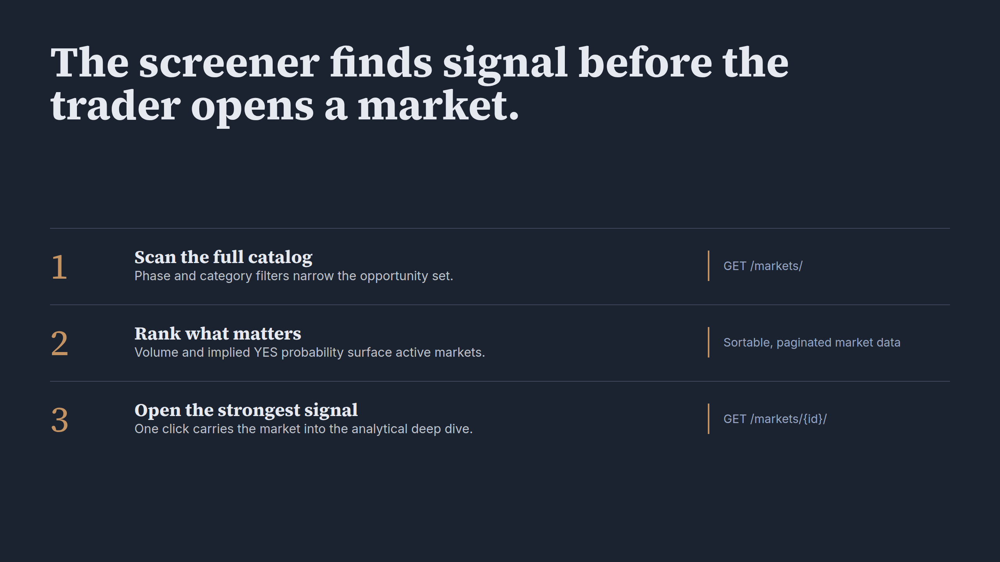 The screener finds signal before the
trader opens a market.
1
Scan the full catalog
Phase and category filters narrow the opportunity set.
GET /markets/
2
Rank what matters
Volume and implied YES probability surface active markets.
Sortable, paginated market data
3
Open the strongest signal
One click carries the market into the analytical deep dive.
GET /markets/{id}/